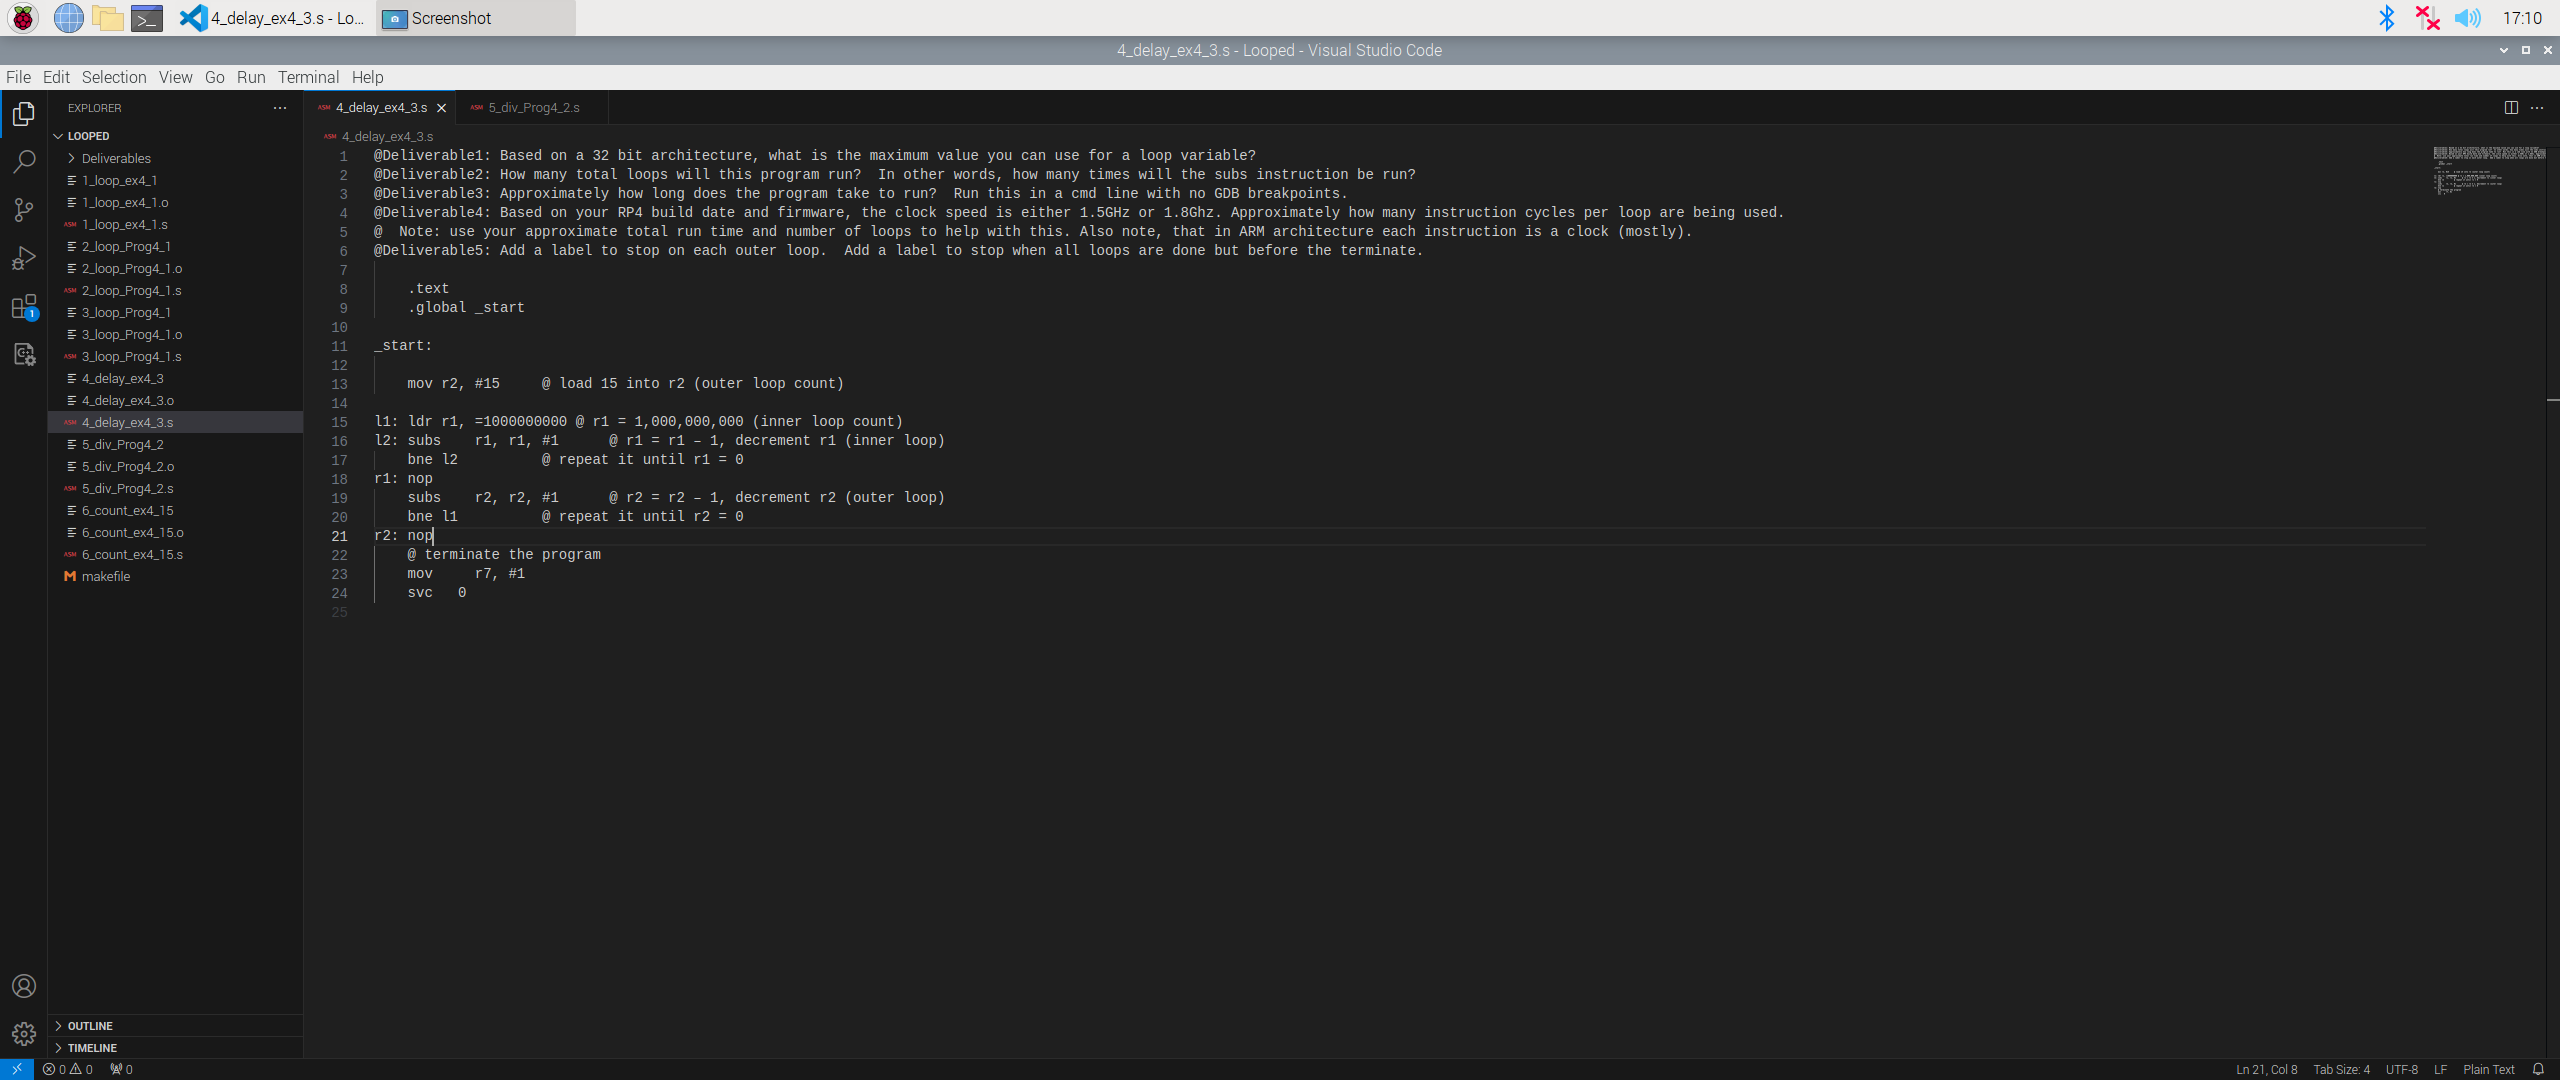 4_delay_ex4_3.s - Lo...
Screenshot
17:10
4_delay_ex4_3.s - Looped - Visual Studio Code
File Edit Selection View Go Run Terminal Help
EXPLORER
LOOPED
Deliverables
1_loop_ex4_1
1_loop_ex4_1.o
ASM 1_loop_ex4_1.s
2_loop_Prog4_1
2_loop_Prog4_1.o
ASM 2_loop_Prog4_1.s
3_loop_Prog4_1
3_loop_Prog4_1.o
ASM 3_loop_Prog4_1.s
4_delay_ex4_3
4_delay_ex4_3.o
ASM 4_delay_ex4_3.s
5_div_Prog4_2
5_div_Prog4_2.o
ASM 5_div_Prog4_2.s
6_count_ex4_15
6_count_ex4_15.o
ASM 6_count_ex4_15.s
makefile
OUTLINE
TIMELINE
1
ASM 4_delay_ex4_3.s
ASM 5_div_Prog4_2.s
ASM 4_delay_ex4_3.s
1 @Deliverable1: Based on a 32 bit architecture, what is the maximum value you can use for a loop variable?
2 @Deliverable2: How many total loops will this program run?  In other words, how many times will the subs instruction be run?
3 @Deliverable3: Approximately how long does the program take to run?  Run this in a cmd line with no GDB breakpoints.
4 @Deliverable4: Based on your RP4 build date and firmware, the clock speed is either 1.5GHz or 1.8Ghz. Approximately how many instruction cycles per loop are being used.
5 @  Note: use your approximate total run time and number of loops to help with this. Also note, that in ARM architecture each instruction is a clock (mostly).
6 @Deliverable5: Add a label to stop on each outer loop.  Add a label to stop when all loops are done but before the terminate.
7
8     .text
9     .global _start
10
11 _start:
12
13     mov r2, #15     @ load 15 into r2 (outer loop count)
14
15 l1: ldr r1, =1000000000 @ r1 = 1,000,000,000 (inner loop count)
16 l2: subs    r1, r1, #1      @ r1 = r1 – 1, decrement r1 (inner loop)
17     bne l2          @ repeat it until r1 = 0
18 r1: nop
19     subs    r2, r2, #1      @ r2 = r2 – 1, decrement r2 (outer loop)
20     bne l1          @ repeat it until r2 = 0
21 r2: nop
22     @ terminate the program
23     mov     r7, #1
24     svc   0
25
0 0 0
Ln 21, Col 8 Tab Size: 4 UTF-8 LF Plain Text